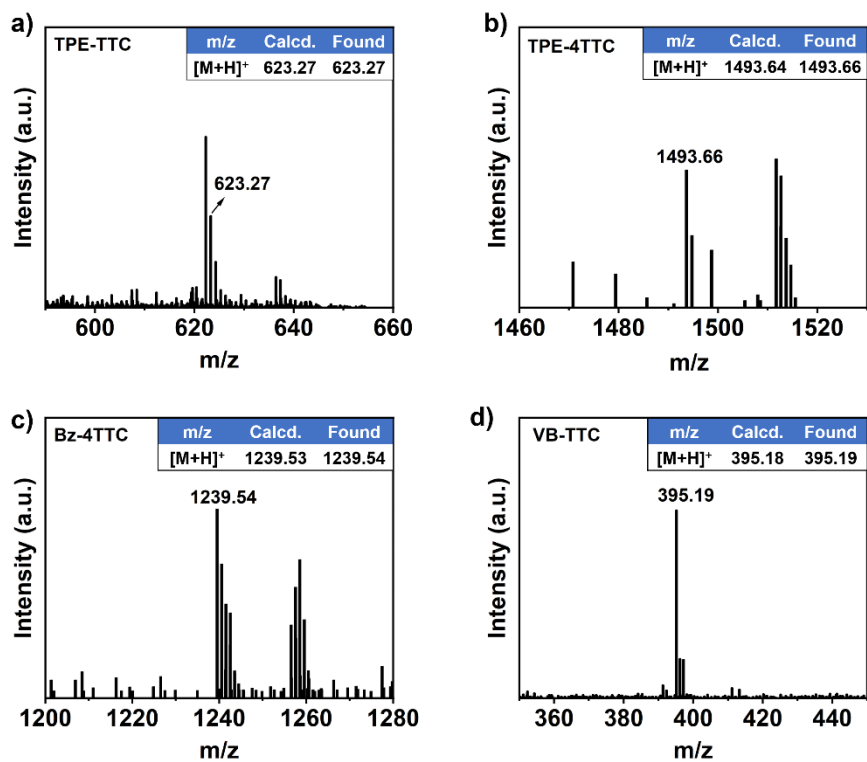 a)
TPE-TTC
m/z Calcd. Found
[M+H]⁺ 623.27 623.27
623.27
Intensity (a.u.)
600 620 640 660
m/z
b)
TPE-4TTC
m/z Calcd. Found
[M+H]⁺ 1493.64 1493.66
1493.66
Intensity (a.u.)
1460 1480 1500 1520
m/z
c)
Bz-4TTC
m/z Calcd. Found
[M+H]⁺ 1239.53 1239.54
1239.54
Intensity (a.u.)
1200 1220 1240 1260 1280
m/z
d)
VB-TTC
m/z Calcd. Found
[M+H]⁺ 395.18 395.19
395.19
Intensity (a.u.)
360 380 400 420 440
m/z